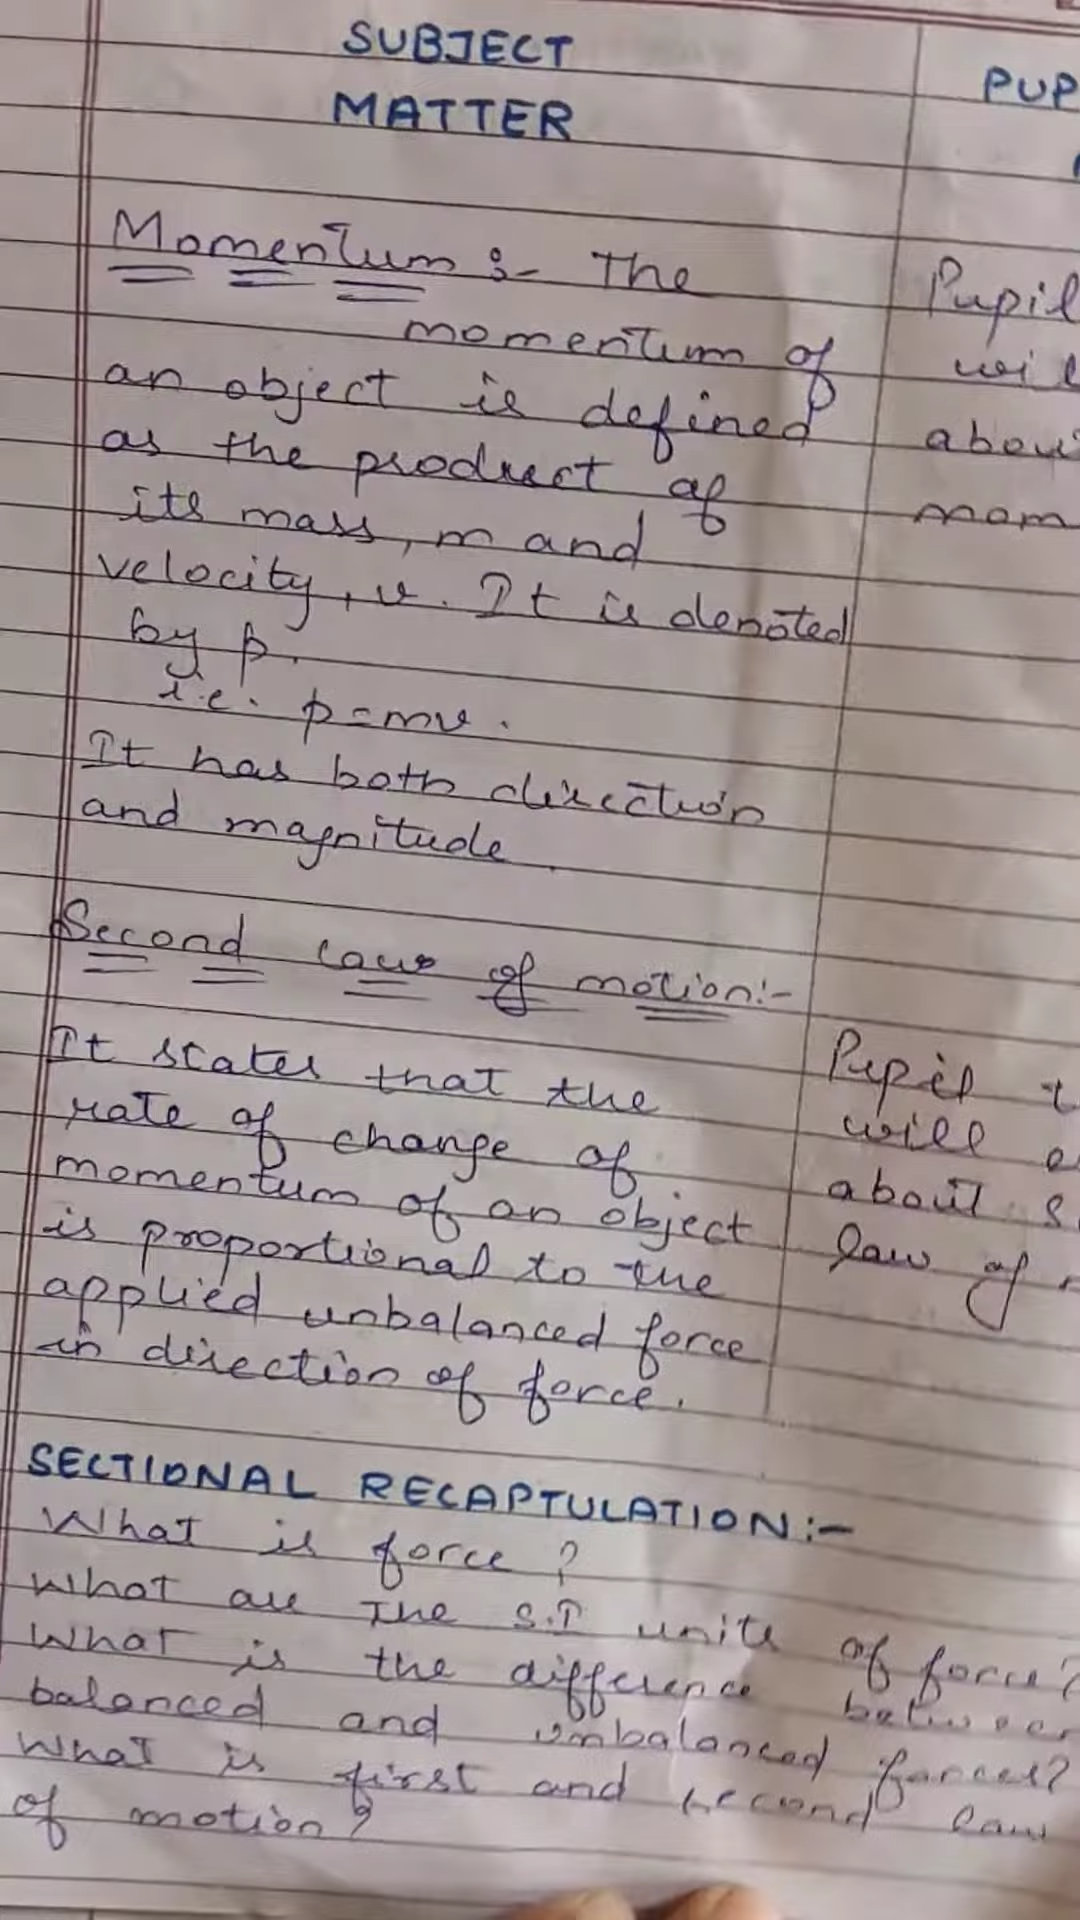 SUBJECT
MATTER
PUP
Momentum :- The
momentum of
an object is defined
as the product of
its mass, m and
velocity, v. It is denoted
by p.
i.e. p=mv.
It has both direction
and magnitude
Pupil
wil
abou
mom
Second law of motion:-
It states that the
rate of change of
momentum of an object
is proportional to the
applied unbalanced force
in direction of force.
Pupil t
will e
about s
law of
SECTIONAL RECAPTULATION:-
What is force ?
What are The S.I units of force?
What is the difference between
balanced and unbalanced forces?
What is first and second law
of motion?